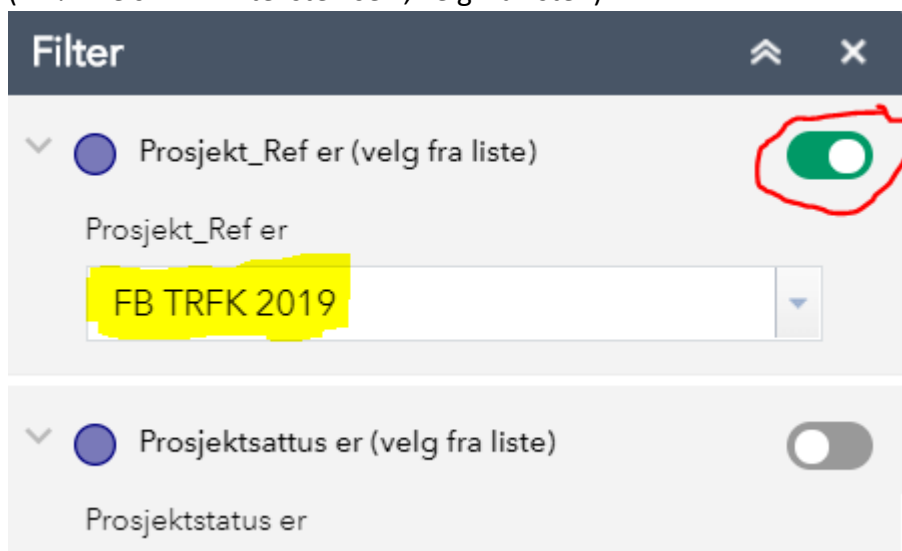 Filter
Prosjekt_Ref er (velg fra liste)
Prosjekt_Ref er
FB TRFK 2019
Prosjektsattus er (velg fra liste)
Prosjektstatus er